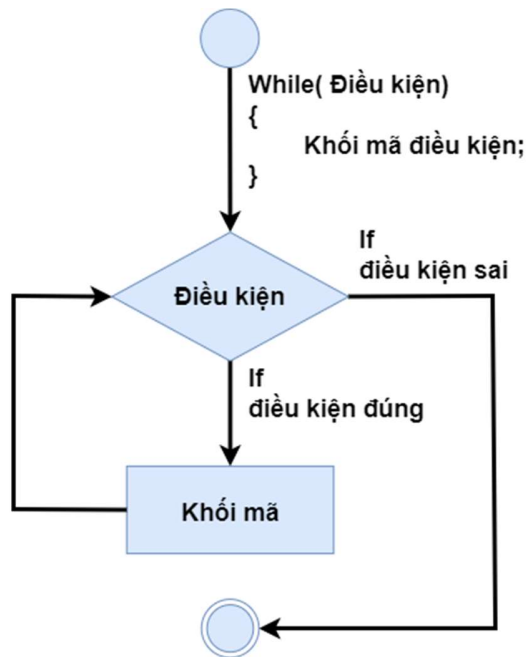 While( Điều kiện)
{
Khối mã điều kiện;
}
If
điều kiện sai
Điều kiện
If
điều kiện đúng
Khối mã